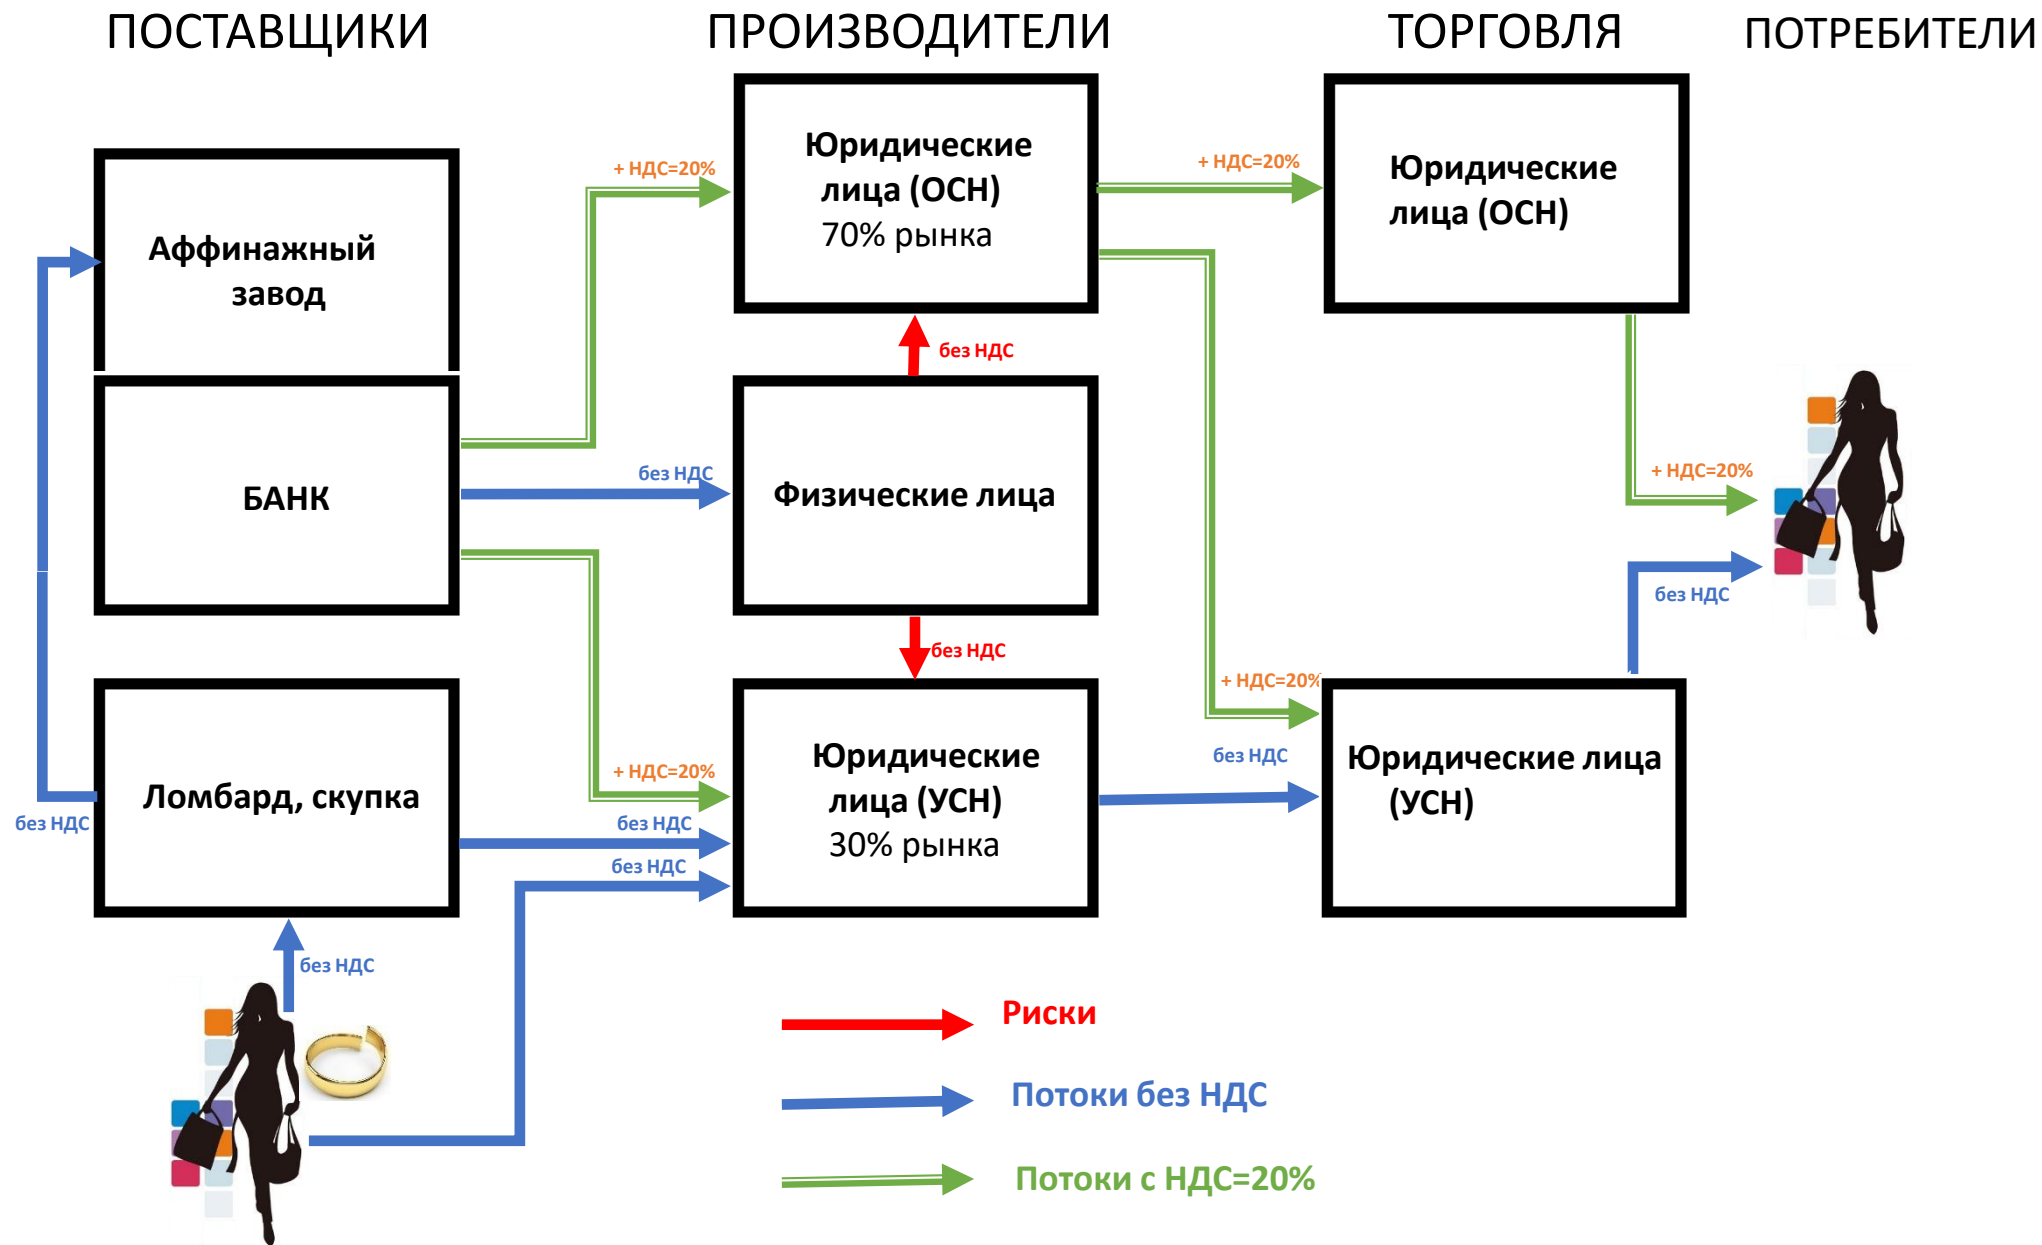 ПОСТАВЩИКИ
ПРОИЗВОДИТЕЛИ
ТОРГОВЛЯ
ПОТРЕБИТЕЛИ
Аффинажный
завод
БАНК
Ломбард, скупка
без НДС
без НДС
+ НДС=20%
без НДС
+ НДС=20%
без НДС
без НДС
Юридические
лица (ОСН)
70% рынка
без НДС
Физические лица
без НДС
Юридические
лица (УСН)
30% рынка
+ НДС=20%
+ НДС=20%
без НДС
Юридические
лица (ОСН)
Юридические лица
(УСН)
+ НДС=20%
без НДС
Риски
Потоки без НДС
Потоки с НДС=20%